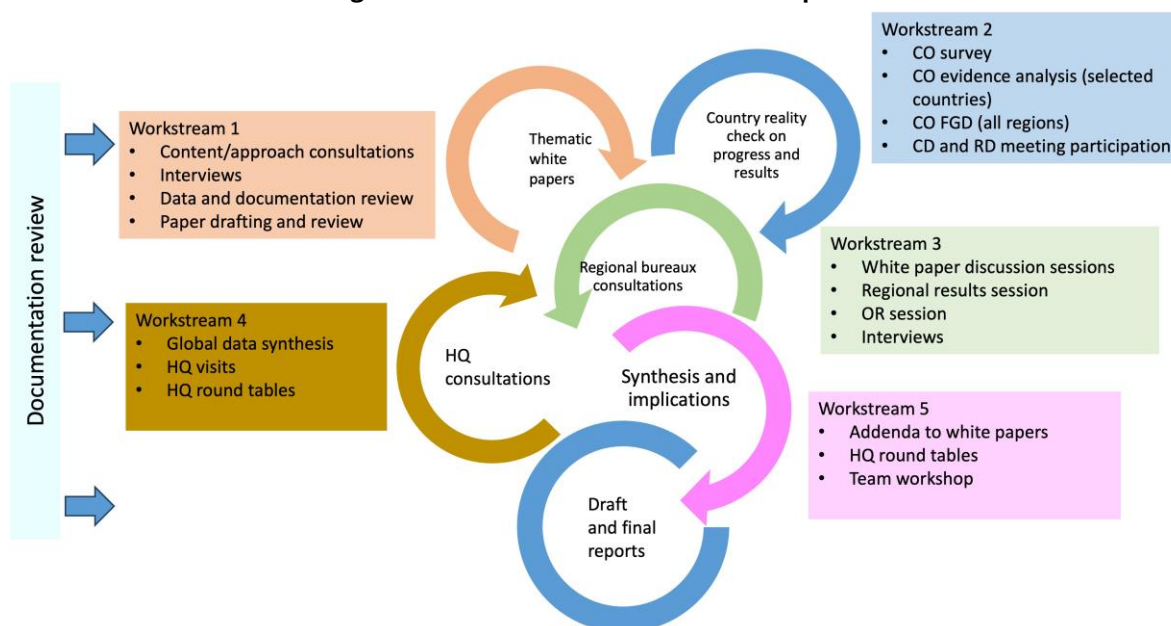 Documentation review
Workstream 1
• Content/approach consultations
• Interviews
• Data and documentation review
• Paper drafting and review
Thematic
white
papers
Country reality
check on
progress and
results
Workstream 2
• CO survey
• CO evidence analysis (selected
countries)
• CO FGD (all regions)
• CD and RD meeting participation
Regional bureaux
consultations
Workstream 3
• White paper discussion sessions
• Regional results session
• OR session
• Interviews
Workstream 4
• Global data synthesis
• HQ visits
• HQ round tables
HQ
consultations
Synthesis and
implications
Workstream 5
• Addenda to white papers
• HQ round tables
• Team workshop
Draft
and final
reports